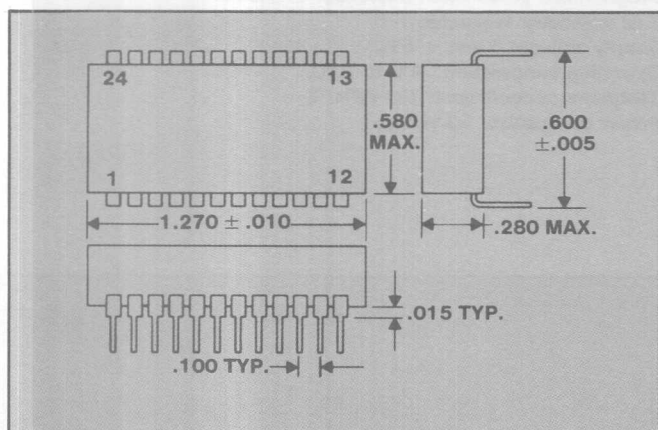 24 13
.580
MAX.
.600
±.005
1 12
1.270 ± .010
.280 MAX.
.015 TYP.
.100 TYP.